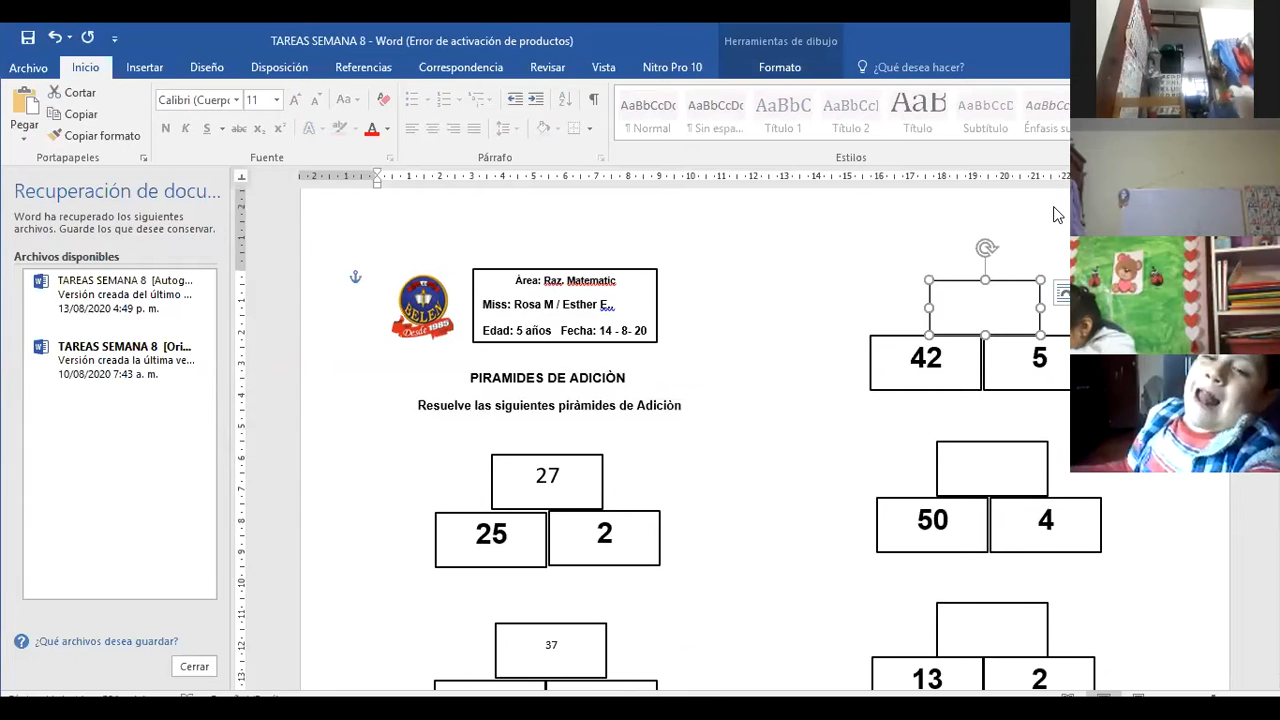 TAREAS SEMANA 8 - Word (Error de activación de productos)
Herramientas de dibujo
Archivo
Inicio
Insertar
Diseño
Disposición
Referencias
Correspondencia
Revisar
Vista
Nitro Pro 10
Formato
¿Qué desea hacer?
Pegar
Cortar
Copiar
Copiar formato
Portapapeles
Calibri (Cuerpo
11
Fuente
Párrafo
AaBbCcDc
¶ Normal
AaBbCcDc
¶ Sin espa...
AaBbC
Título 1
AaBbCcC
Título 2
AaB
Título
AaBbCcD
Subtítulo
AaBbCcDc
Énfasis su
Estilos
Recuperación de docu...
Word ha recuperado los siguientes
archivos. Guarde los que desee conservar.
Archivos disponibles
TAREAS SEMANA 8 [Autog...
Versión creada del último ...
13/08/2020 4:49 p. m.
TAREAS SEMANA 8 [Ori...
Versión creada la última ve...
10/08/2020 7:43 a. m.
¿Qué archivos desea guardar?
Cerrar
BELEN
Desde 1985
Área: Raz. Matematic
Miss: Rosa M / Esther E..
Edad: 5 años Fecha: 14 - 8- 20
PIRAMIDES DE ADICIÒN
Resuelve las siguientes piràmides de Adiciòn
27
25 2
37
42 5
50 4
13 2